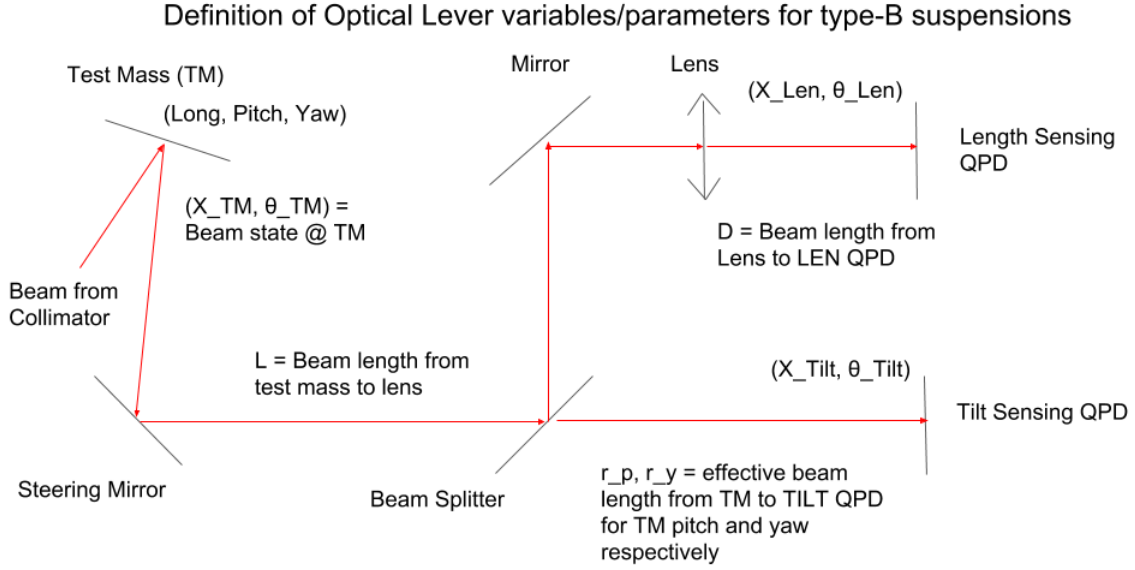 Definition of Optical Lever variables/parameters for type-B suspensions
Test Mass (TM)
(Long, Pitch, Yaw)
Mirror
Lens
(X_Len, θ_Len)
Length Sensing
QPD
(X_TM, θ_TM) =
Beam state @ TM
D = Beam length from
Lens to LEN QPD
Beam from
Collimator
L = Beam length from
test mass to lens
(X_Tilt, θ_Tilt)
Tilt Sensing QPD
Steering Mirror
Beam Splitter
r_p, r_y = effective beam
length from TM to TILT QPD
for TM pitch and yaw
respectively